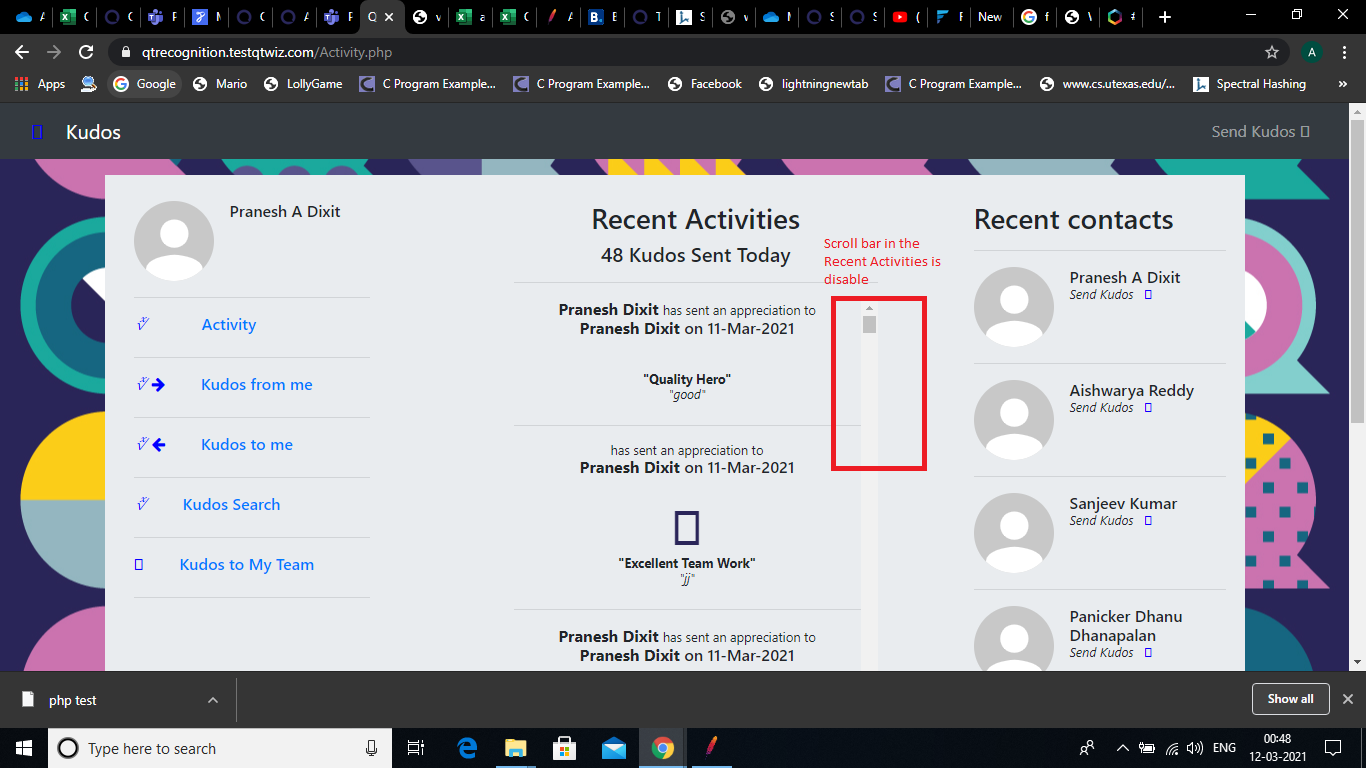 qtrecognition.testqtwiz.com/Activity.php
A
Apps
Google
Mario
LollyGame
C Program Example...
C Program Example...
Facebook
lightningnewtab
C Program Example...
www.cs.utexas.edu/...
Spectral Hashing
»
Kudos
Send Kudos
Pranesh A Dixit
Activity
Kudos from me
Kudos to me
Kudos Search
Kudos to My Team
Recent Activities
48 Kudos Sent Today
Scroll bar in the
Recent Activities is
disable
Pranesh Dixit has sent an appreciation to
Pranesh Dixit on 11-Mar-2021
"Quality Hero"
"good"
has sent an appreciation to
Pranesh Dixit on 11-Mar-2021
"Excellent Team Work"
"jj"
Pranesh Dixit has sent an appreciation to
Pranesh Dixit on 11-Mar-2021
Recent contacts
Pranesh A Dixit
Send Kudos
Aishwarya Reddy
Send Kudos
Sanjeev Kumar
Send Kudos
Panicker Dhanu
Dhanapalan
Send Kudos
php test
Show all
Type here to search
ENG
00:48
12-03-2021